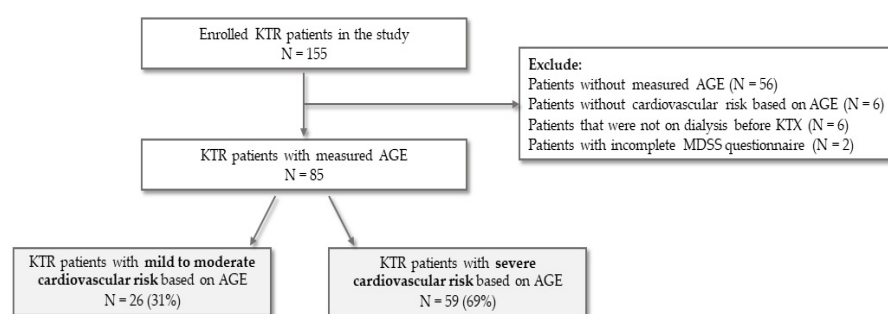 Enrolled KTR patients in the study
N = 155
Exclude:
Patients without measured AGE (N = 56)
Patients without cardiovascular risk based on AGE (N = 6)
Patients that were not on dialysis before KTX (N = 6)
Patients with incomplete MDSS questionnaire (N = 2)
KTR patients with measured AGE
N = 85
KTR patients with mild to moderate
cardiovascular risk based on AGE
N = 26 (31%)
KTR patients with severe
cardiovascular risk based on AGE
N = 59 (69%)